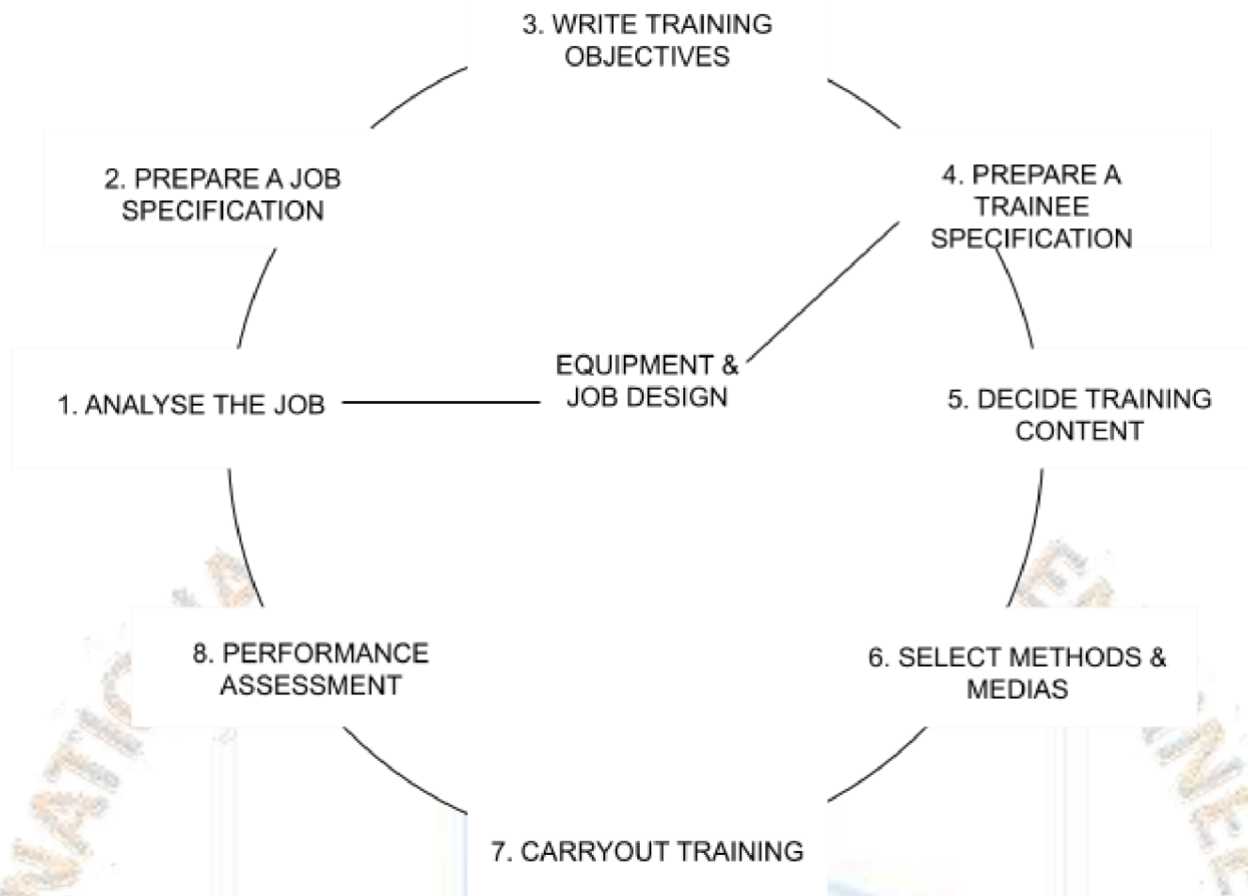 3. WRITE TRAINING
OBJECTIVES
2. PREPARE A JOB
SPECIFICATION
4. PREPARE A
TRAINEE
SPECIFICATION
EQUIPMENT &
JOB DESIGN
1. ANALYSE THE JOB
5. DECIDE TRAINING
CONTENT
8. PERFORMANCE
ASSESSMENT
6. SELECT METHODS &
MEDIAS
7. CARRYOUT TRAINING